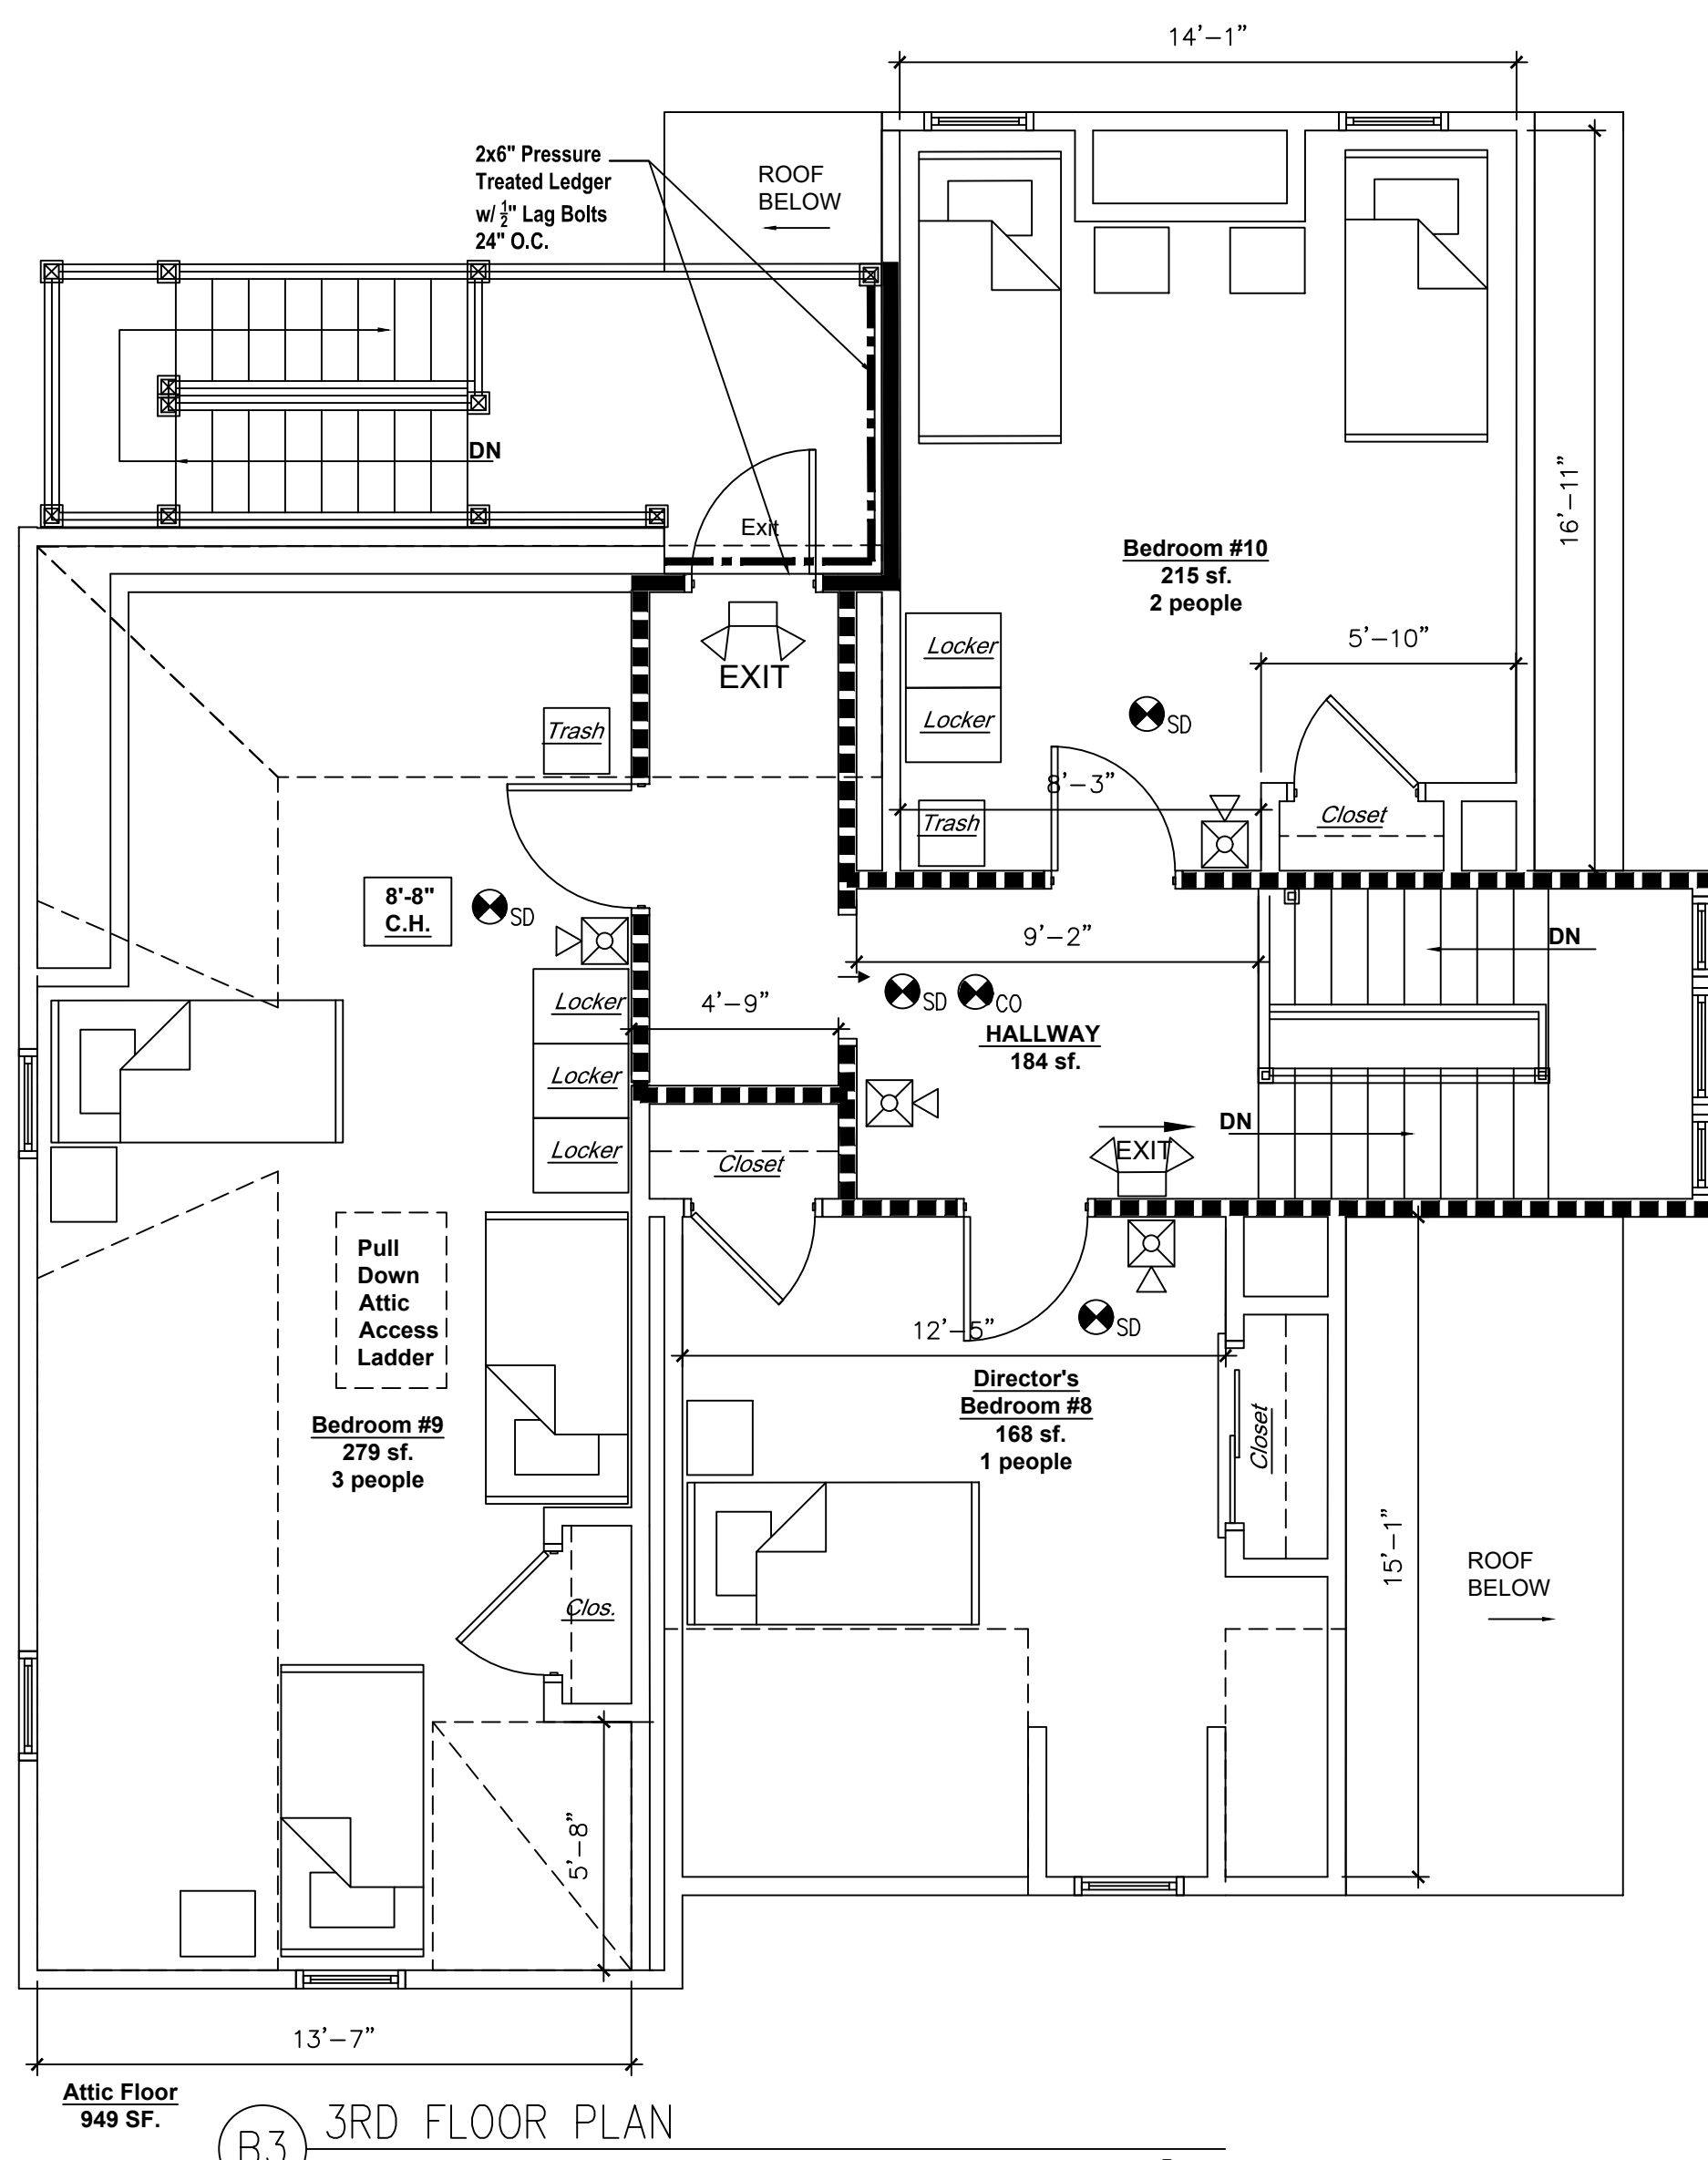 14'-1"
2x6" Pressure
Treated Ledger
w/ ½" Lag Bolts
24" O.C.
ROOF
BELOW
DN
Exit
EXIT
16'-11"
Bedroom #10
215 sf.
2 people
5'-10"
Locker
Locker
SD
Trash
8'-3"
Trash
Closet
8'-8"
C.H.
SD
9'-2"
DN
Locker
Locker
Locker
4'-9"
SD
CO
HALLWAY
184 sf.
DN
EXIT
Closet
Pull
Down
Attic
Access
Ladder
SD
12'-5"
Director's
Bedroom #8
168 sf.
1 people
Closet
Bedroom #9
279 sf.
3 people
15'-1"
ROOF
BELOW
Clos.
5'-8"
13'-7"
Attic Floor
949 SF.
B3
3RD FLOOR PLAN